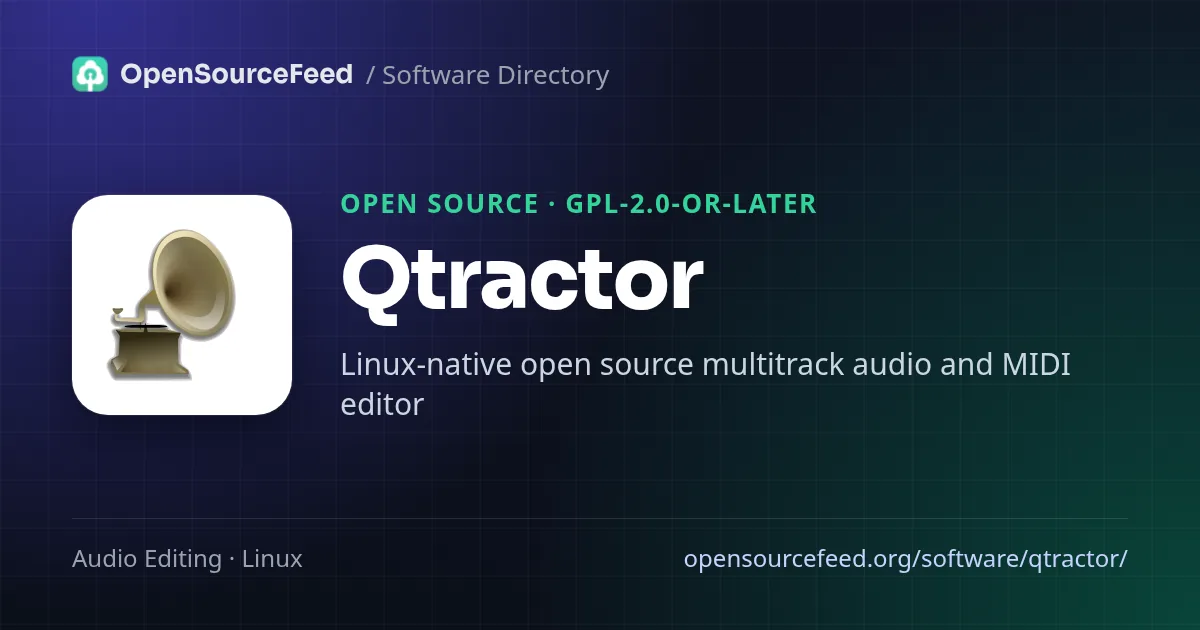 OpenSourceFeed / Software Directory
OPEN SOURCE · GPL-2.0-OR-LATER
Qtractor
Linux-native open source multitrack audio and MIDI
editor
Audio Editing · Linux
opensourcefeed.org/software/qtractor/